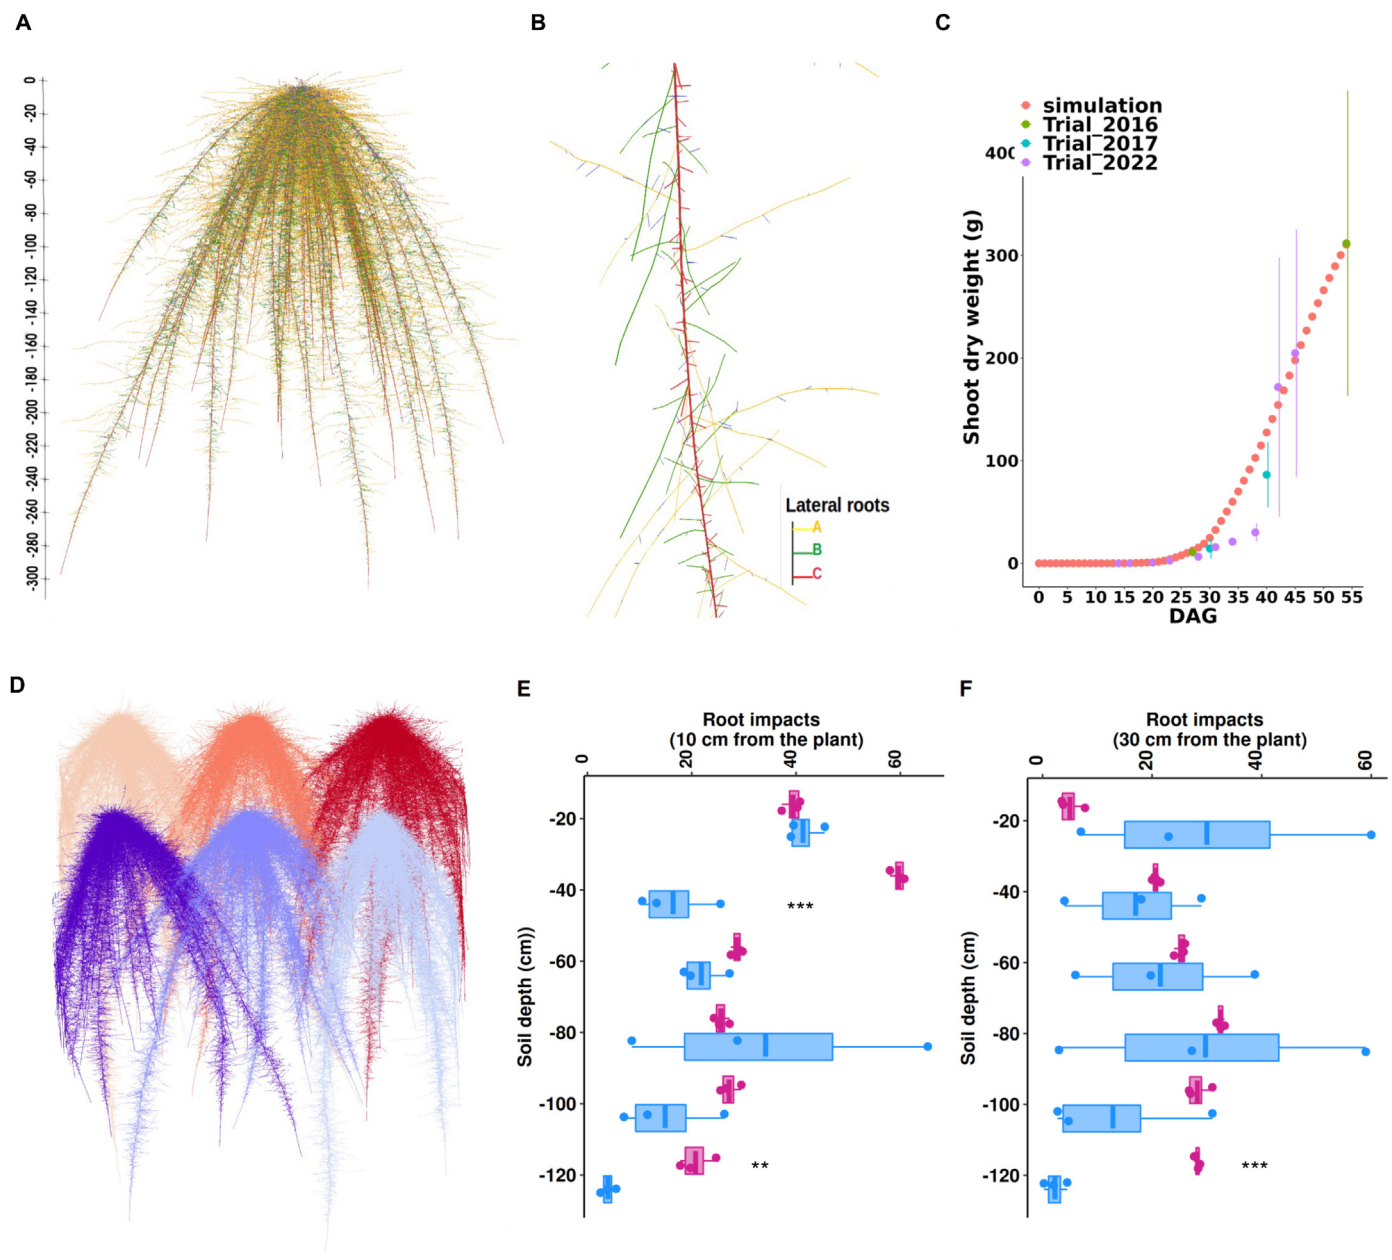 A
0
-20
-40
-60
-80
-100
-120
-140
-160
-180
-200
-220
-240
-260
-280
-300
B
Lateral roots
A
B
C
C
simulation
Trial_2016
Trial_2017
Trial_2022
400
300
200
100
0
Shoot dry weight (g)
0 5 10 15 20 25 30 35 40 45 50 55
DAG
D
E
Root impacts
(10 cm from the plant)
0 20 40 60
-20
-40
-60
-80
-100
-120
Soil depth (cm))
***
**
F
Root impacts
(30 cm from the plant)
0 20 40 60
-20
-40
-60
-80
-100
-120
Soil depth (cm)
***